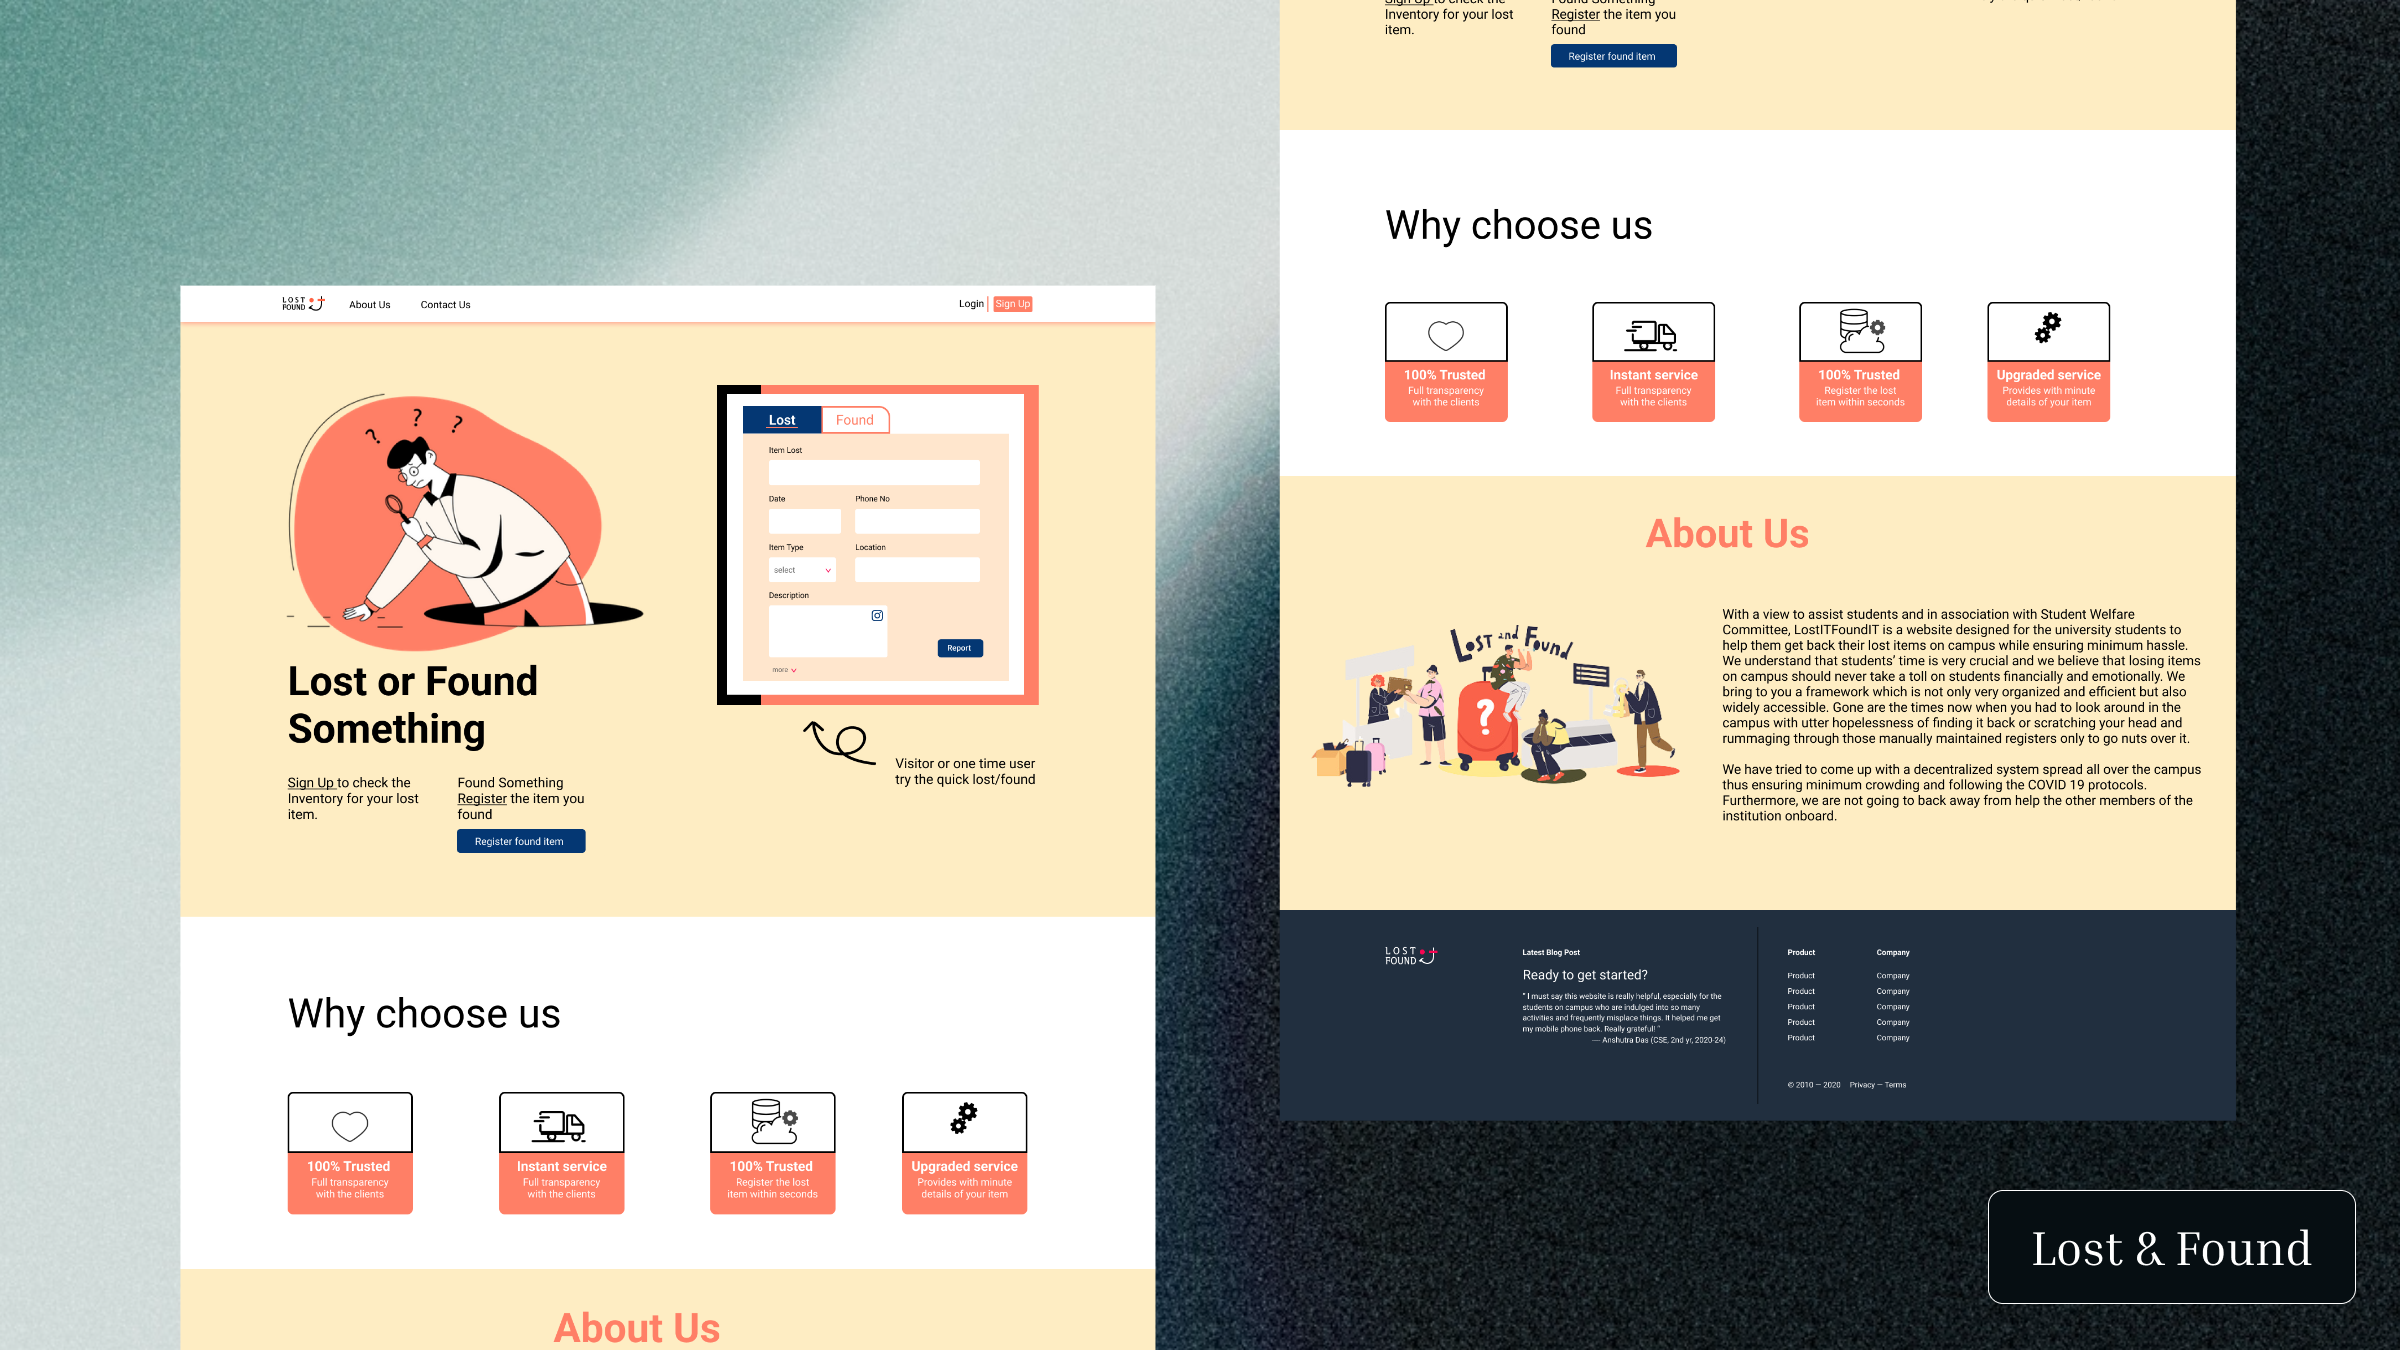 LOST
FOUND
About Us
Contact Us
Login
Sign Up
? ? ?
Lost or Found
Something
Sign Up to check the
Inventory for your lost
item.
Found Something
Register the item you
found
Register found item
Lost
Found
Item Lost
Date
Phone No
Item Type
Location
select
Description
Report
more
Visitor or one time user
try the quick lost/found
Why choose us
100% Trusted
Full transparency
with the clients
Instant service
Full transparency
with the clients
100% Trusted
Register the lost
item within seconds
Upgraded service
Provides with minute
details of your item
About Us
Sign Up to check the
Inventory for your lost
item.
Found Something
Register the item you
found
Register found item
Why choose us
100% Trusted
Full transparency
with the clients
Instant service
Full transparency
with the clients
100% Trusted
Register the lost
item within seconds
Upgraded service
Provides with minute
details of your item
About Us
Lost and Found
?
With a view to assist students and in association with Student Welfare
Committee, LostITFoundIT is a website designed for the university students to
help them get back their lost items on campus while ensuring minimum hassle.
We understand that students' time is very crucial and we believe that losing items
on campus should never take a toll on students financially and emotionally. We
bring to you a framework which is not only very organized and efficient but also
widely accessible. Gone are the times now when you had to look around in the
campus with utter hopelessness of finding it back or scratching your head and
rummaging through those manually maintained registers only to go nuts over it.
We have tried to come up with a decentralized system spread all over the campus
thus ensuring minimum crowding and following the COVID 19 protocols.
Furthermore, we are not going to back away from help the other members of the
institution onboard.
LOST
FOUND
Latest Blog Post
Ready to get started?
" I must say this website is really helpful, especially for the
students on campus who are indulged into so many
activities and frequently misplace things. It helped me get
my mobile phone back. Really grateful! "
— Anshutra Das (CSE, 2nd yr, 2020-24)
Product
Product
Product
Product
Product
Product
Company
Company
Company
Company
Company
Company
© 2010 — 2020
Privacy — Terms
Lost & Found